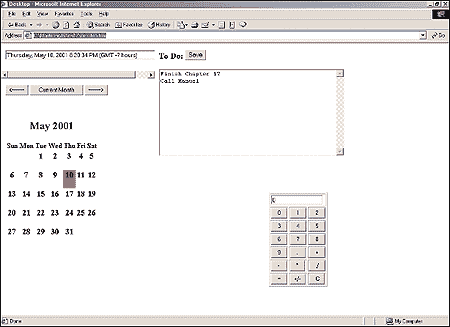 Desktop - Microsoft Internet Explorer
File Edit View Favorites Tools Help
Back Search Favorites History
Address Go
Thursday, May 10, 2001 6:20:34 PM (GMT -7 hours)
To Do: Save
Finish Chapter 17
Call Manuel
<---- Current Month ---->
May 2001
Sun Mon Tue Wed Thu Fri Sat
1 2 3 4 5
6 7 8 9 10 11 12
13 14 15 16 17 18 19
20 21 22 23 24 25 26
27 28 29 30 31
0 1 2
3 4 5
6 7 8
9 . +
- * /
= +/- C
Done My Computer